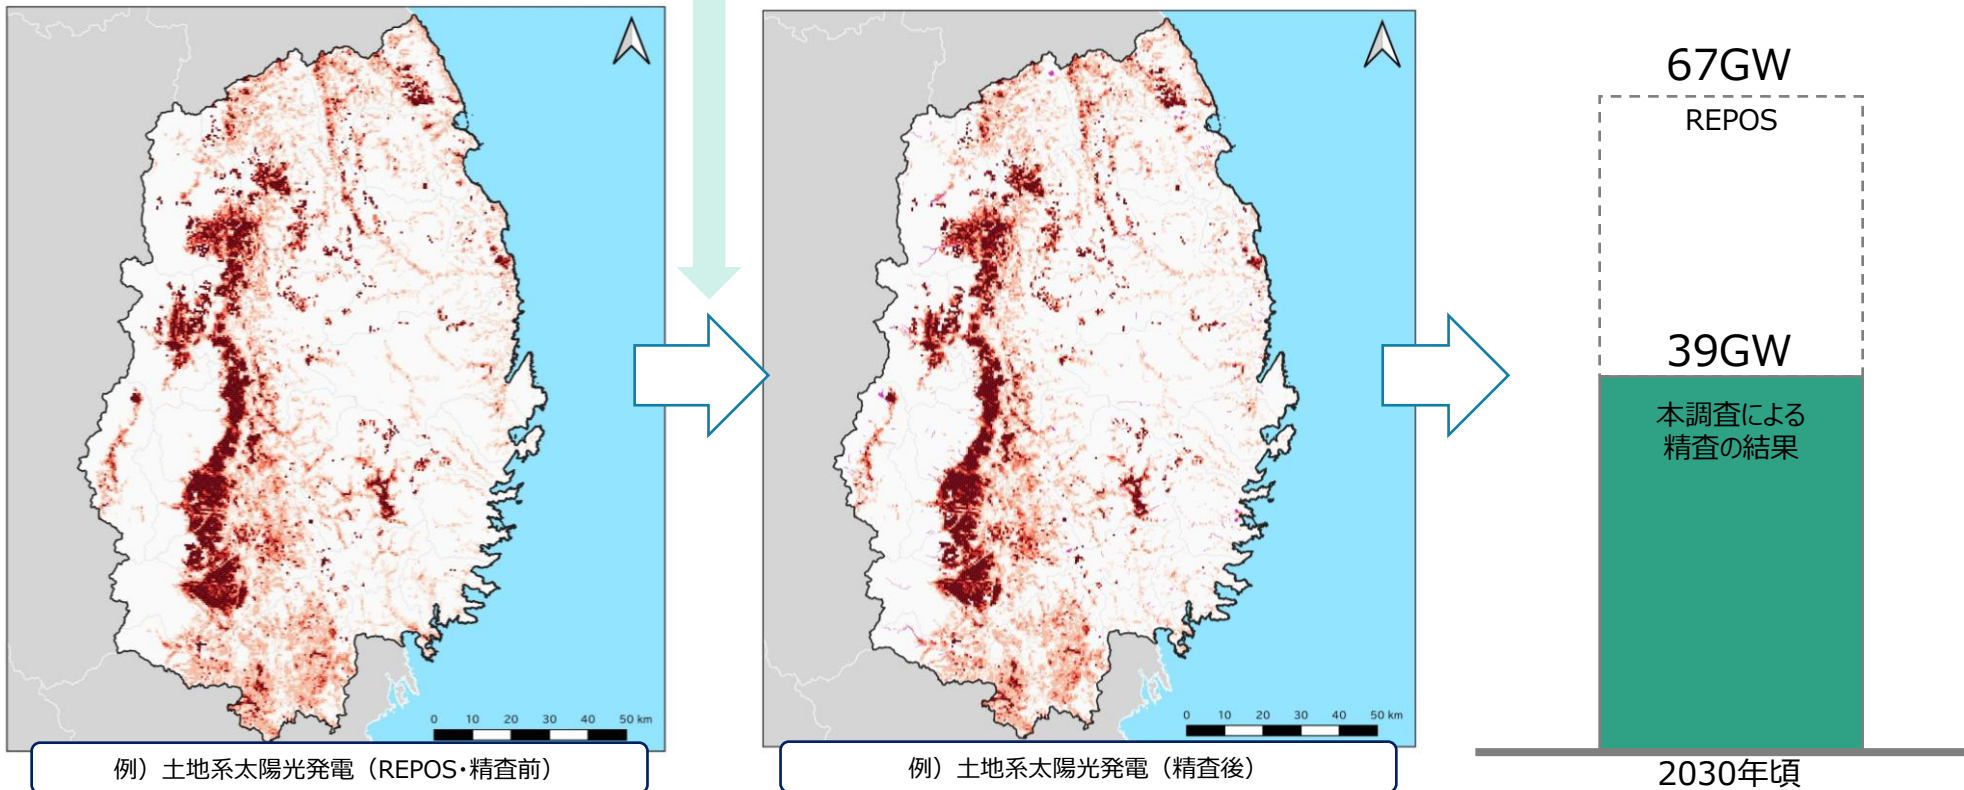 0 10 20 30 40 50 km
例）土地系太陽光発電（REPOS・精査前）
0 10 20 30 40 50 km
例）土地系太陽光発電（精査後）
67GW
REPOS
39GW
本調査による
精査の結果
2030年頃